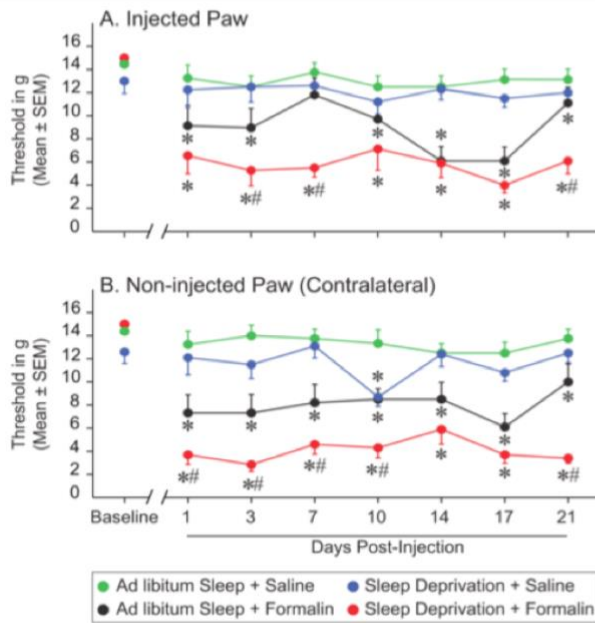 A. Injected Paw
Threshold in g
(Mean ± SEM)
16
14
12
10
8
6
4
2
0
* * * * *
* *# *# * * * *#
B. Non-injected Paw (Contralateral)
Threshold in g
(Mean ± SEM)
16
14
12
10
8
6
4
2
0
*
* * * * * * *
*# *# *# *# * * *#
Baseline 1 3 7 10 14 17 21
Days Post-Injection
Ad libitum Sleep + Saline Sleep Deprivation + Saline
Ad libitum Sleep + Formalin Sleep Deprivation + Formalin